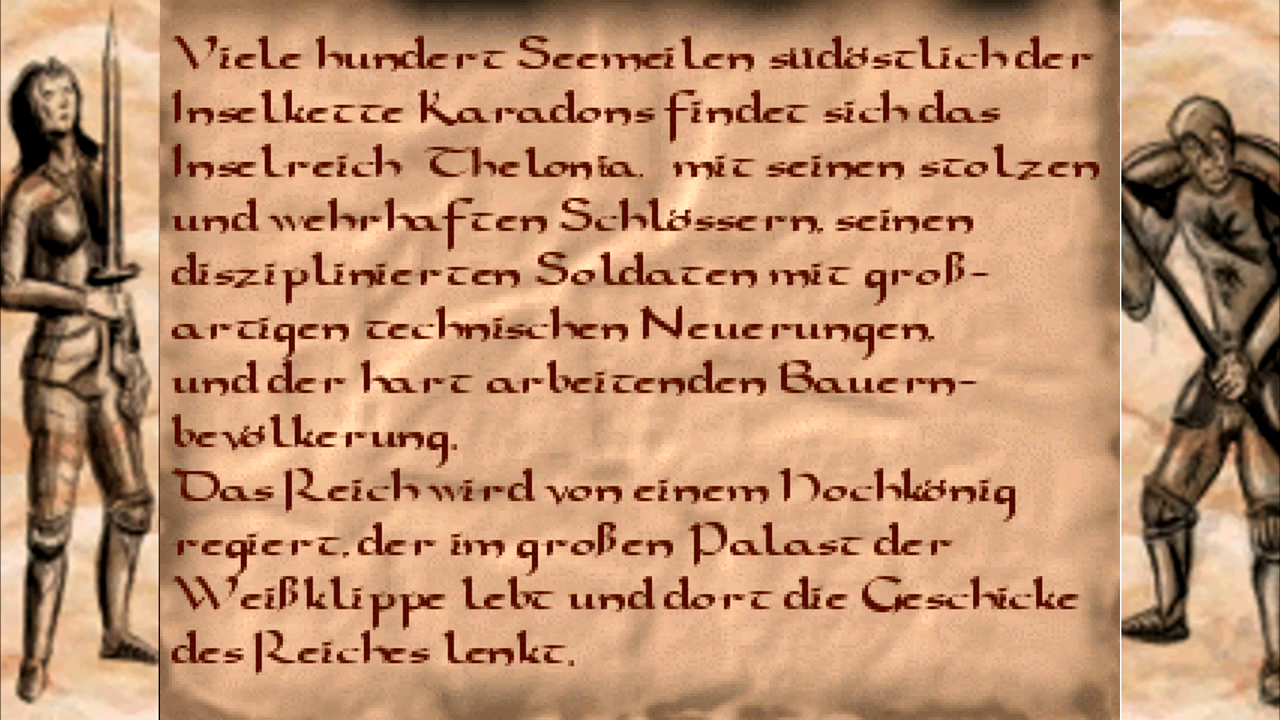 Viele hundert Seemeilen südöstlich der
Inselkette Karadons findet sich das
Inselreich Thelonia, mit seinen stolzen
und wehrhaften Schlössern, seinen
disziplinierten Soldaten mit groß-
artigen technischen Neuerungen,
und der hart arbeitenden Bauern-
bevölkerung.
Das Reich wird von einem Hochkönig
regiert, der im großen Palast der
Weißklippe lebt und dort die Geschicke
des Reiches lenkt.